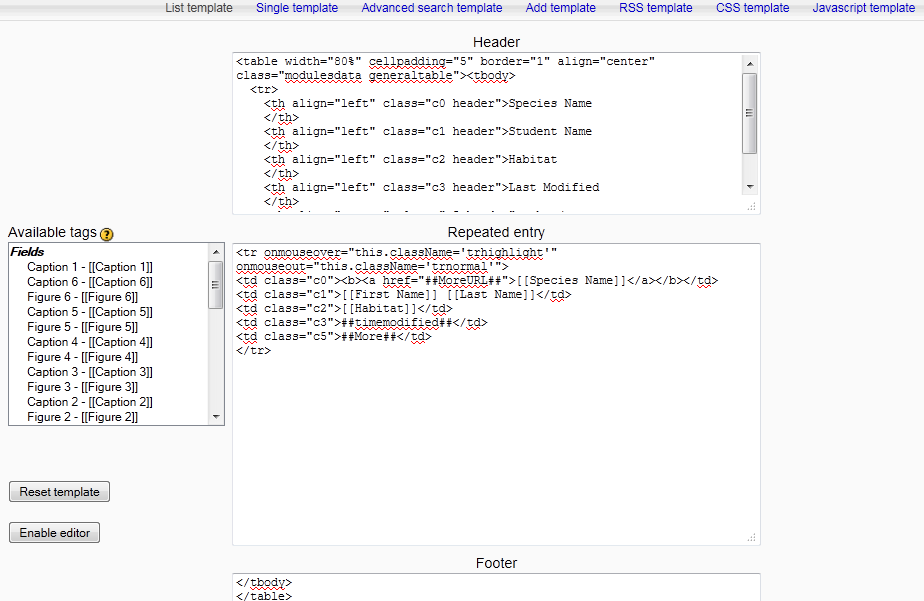 List template Single template Advanced search template Add template RSS template CSS template Javascript template
Header
<table width="80%" cellpadding="5" border="1" align="center"
class="modulesdata generaltable"><tbody>
<tr>
<th align="left" class="c0 header">Species Name
</th>
<th align="left" class="c1 header">Student Name
</th>
<th align="left" class="c2 header">Habitat
</th>
<th align="left" class="c3 header">Last Modified
</th>
Available tags
Fields
Caption 1 - [[Caption 1]]
Caption 6 - [[Caption 6]]
Figure 6 - [[Figure 6]]
Caption 5 - [[Caption 5]]
Figure 5 - [[Figure 5]]
Caption 4 - [[Caption 4]]
Figure 4 - [[Figure 4]]
Caption 3 - [[Caption 3]]
Figure 3 - [[Figure 3]]
Caption 2 - [[Caption 2]]
Figure 2 - [[Figure 2]]
Reset template
Enable editor
Repeated entry
<tr onmouseover="this.className='trhighlight'"
onmouseout="this.className='trnormal'">
<td class="c0"><b><a href="##MoreURL##">[[Species Name]]</a></b></td>
<td class="c1">[[First Name]] [[Last Name]]</td>
<td class="c2">[[Habitat]]</td>
<td class="c3">##timemodified##</td>
<td class="c5">##More##</td>
</tr>
Footer
</tbody>
</table>